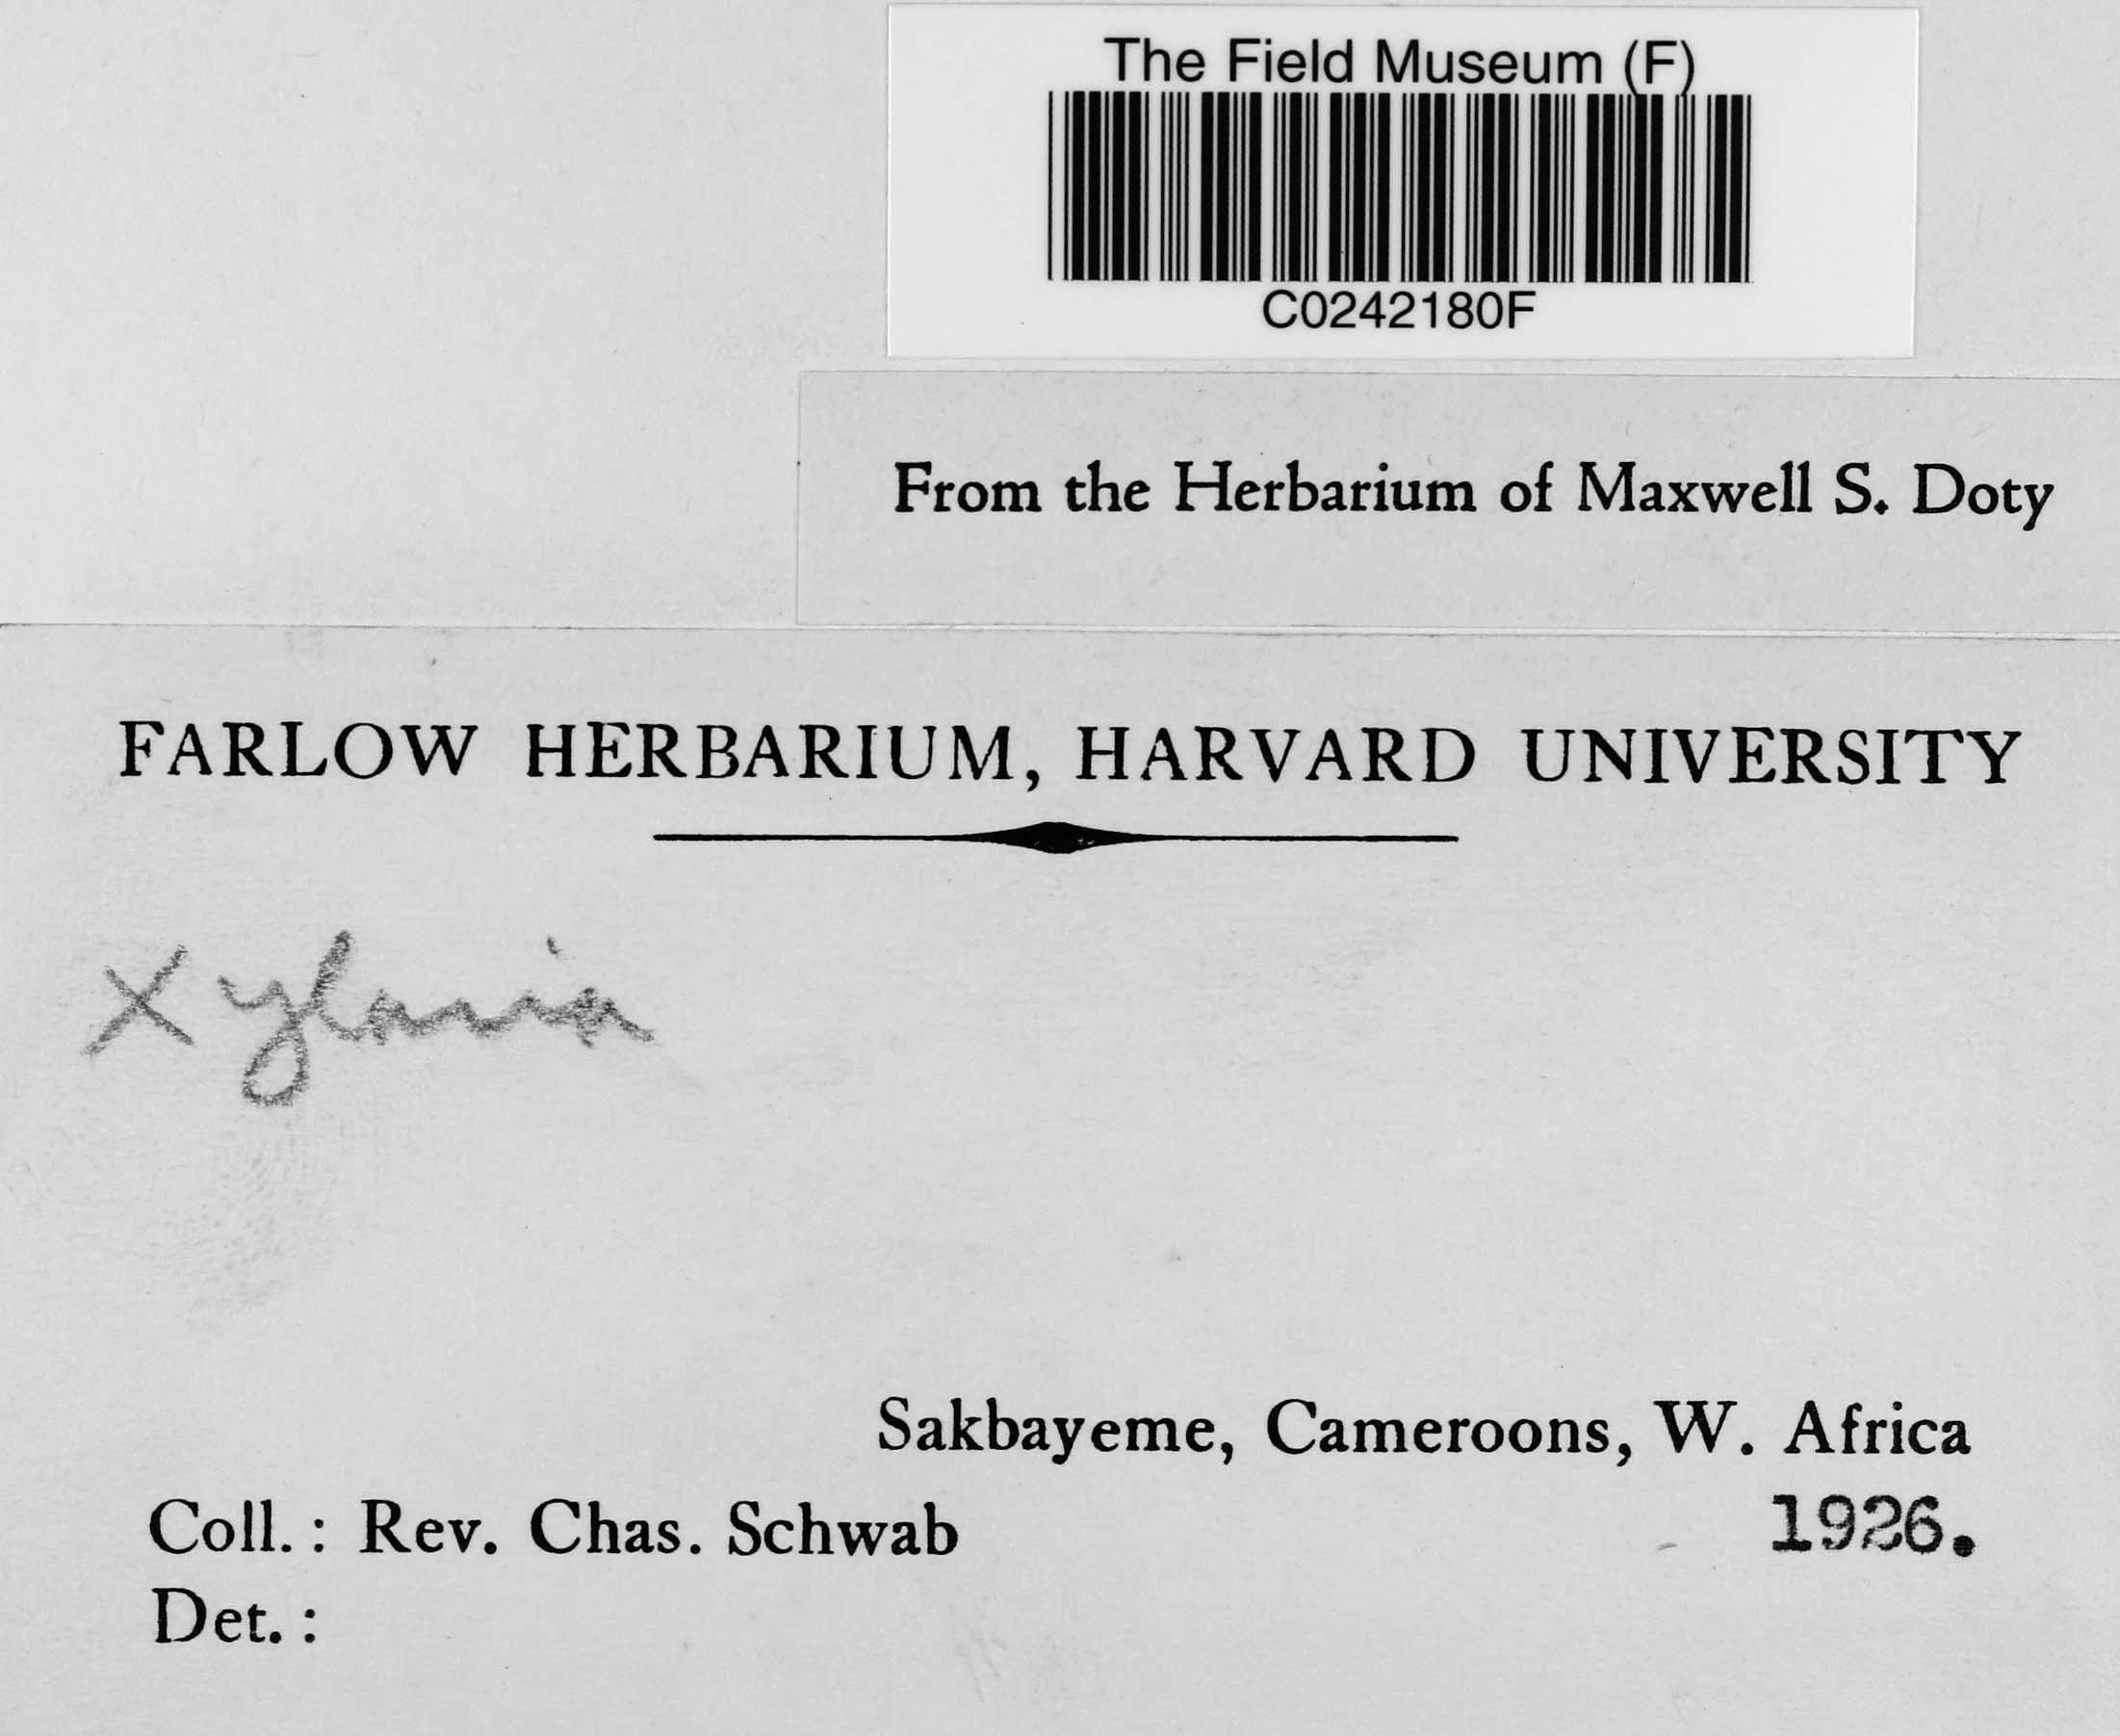 The Field Museum (F)
C0242180F
From the Herbarium of Maxwell S. Doty
FARLOW HERBARIUM, HARVARD UNIVERSITY
Xylaria
Sakbayeme, Cameroons, W. Africa
Coll.: Rev. Chas. Schwab 1926.
Det.: